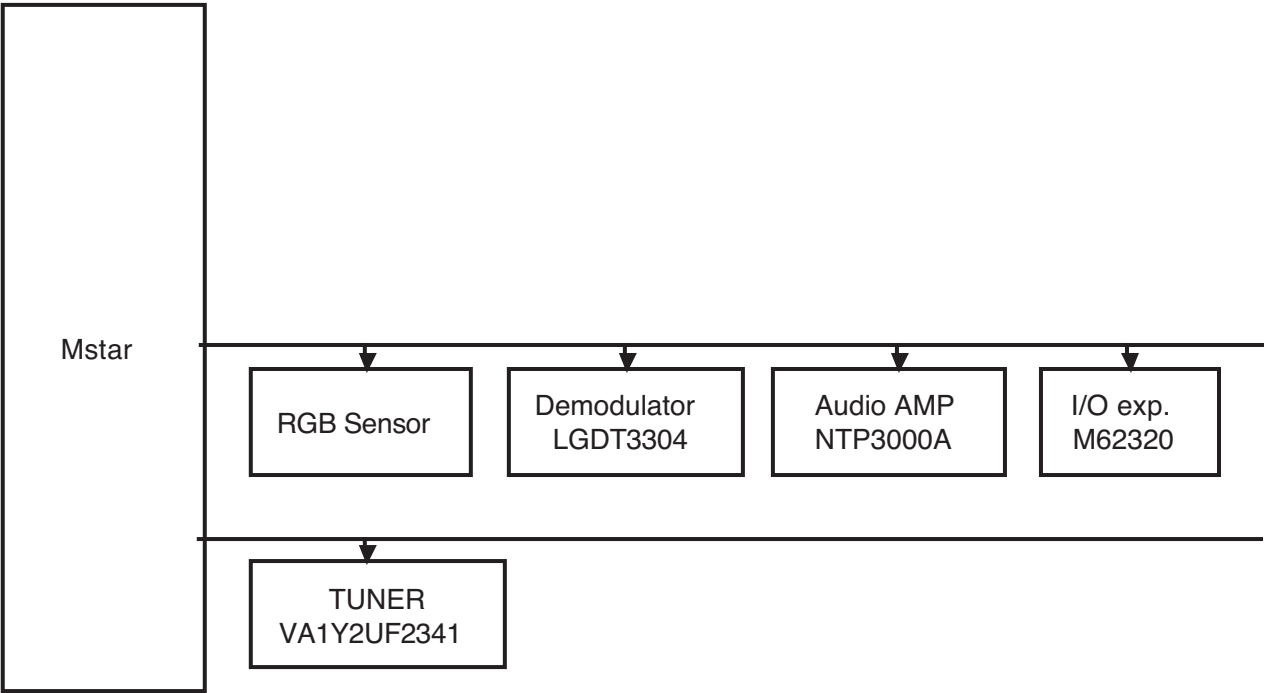 Mstar
RGB Sensor
Demodulator
LGDT3304
Audio AMP
NTP3000A
I/O exp.
M62320
TUNER
VA1Y2UF2341